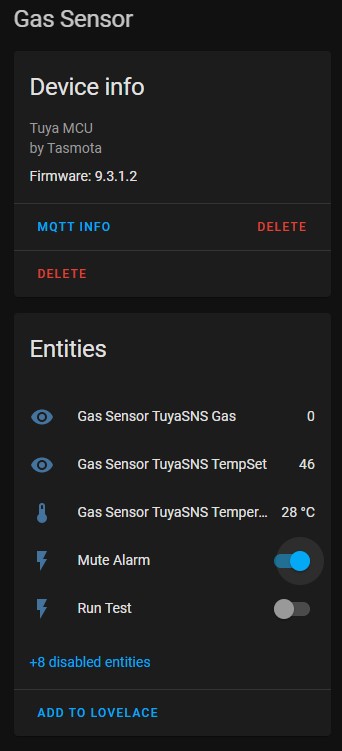 Gas Sensor
Device info
Tuya MCU
by Tasmota
Firmware: 9.3.1.2
MQTT INFO DELETE
DELETE
Entities
Gas Sensor TuyaSNS Gas 0
Gas Sensor TuyaSNS TempSet 46
Gas Sensor TuyaSNS Temper... 28 °C
Mute Alarm
Run Test
+8 disabled entities
ADD TO LOVELACE